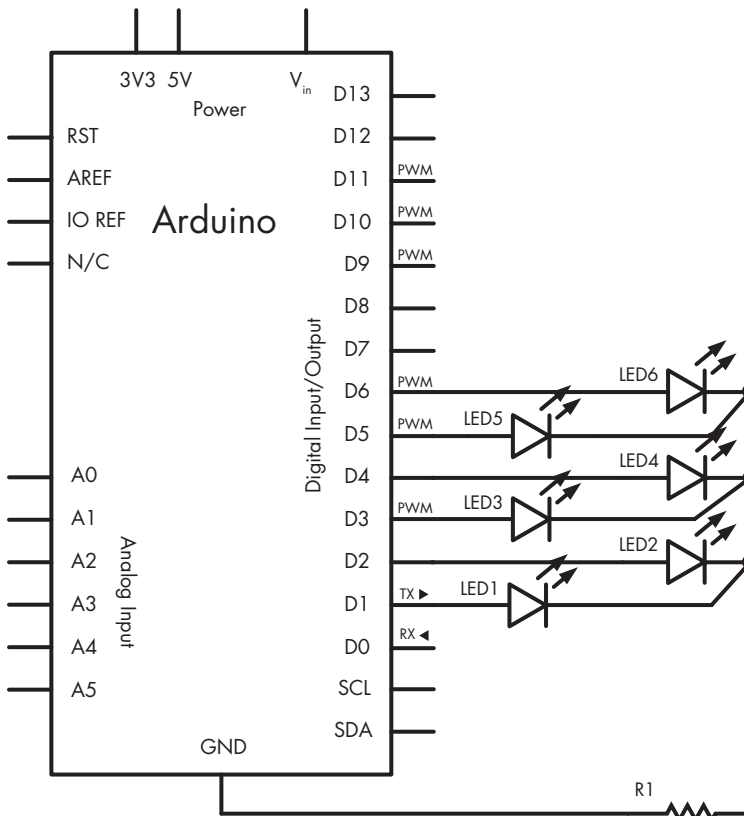 3V3 5V Vin
Power
D13
RST
D12
AREF
D11 PWM
IO REF
Arduino
D10 PWM
N/C
D9 PWM
D8
D7
Digital Input/Output
D6 PWM
LED6
D5 PWM
LED5
A0
D4
LED4
A1
D3 PWM
LED3
A2
D2
LED2
Analog Input
A3
D1 TX ▶
LED1
A4
D0 RX ◀
A5
SCL
SDA
GND
R1